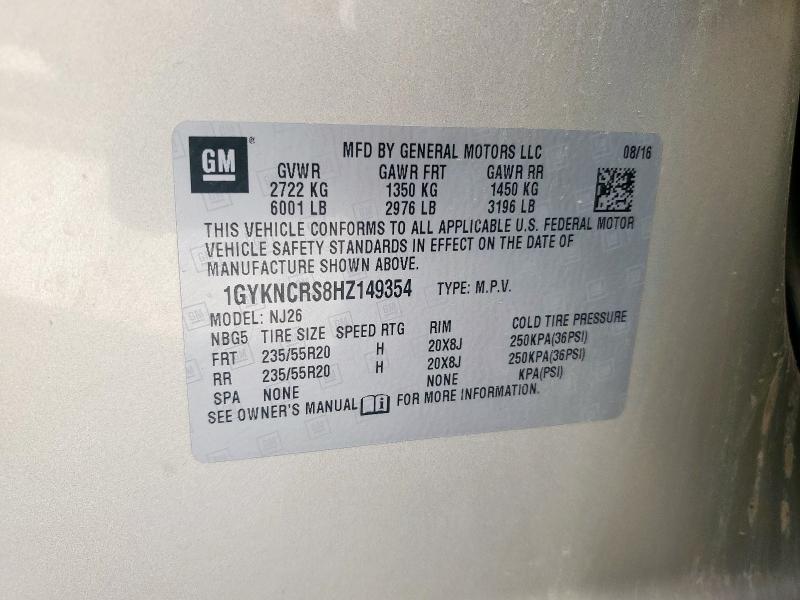 GM ®
MFD BY GENERAL MOTORS LLC 08/16
GVWR GAWR FRT GAWR RR
2722 KG 1350 KG 1450 KG
6001 LB 2976 LB 3196 LB
THIS VEHICLE CONFORMS TO ALL APPLICABLE U.S. FEDERAL MOTOR
VEHICLE SAFETY STANDARDS IN EFFECT ON THE DATE OF
MANUFACTURE SHOWN ABOVE.
1GYKNCRS8HZ149354 TYPE: M.P.V.
MODEL: NJ26
NBG5 TIRE SIZE SPEED RTG RIM COLD TIRE PRESSURE
FRT 235/55R20 H 20X8J 250KPA(36PSI)
RR 235/55R20 H 20X8J 250KPA(36PSI)
SPA NONE NONE KPA(PSI)
SEE OWNER'S MANUAL FOR MORE INFORMATION.